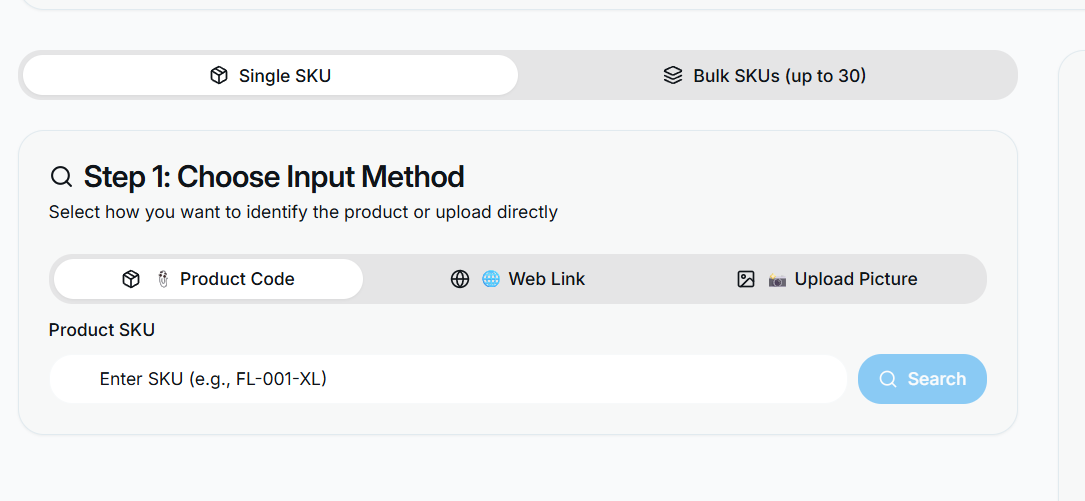 Single SKU
Bulk SKUs (up to 30)
Step 1: Choose Input Method
Select how you want to identify the product or upload directly
Product Code
Web Link
Upload Picture
Product SKU
Enter SKU (e.g., FL-001-XL)
Search